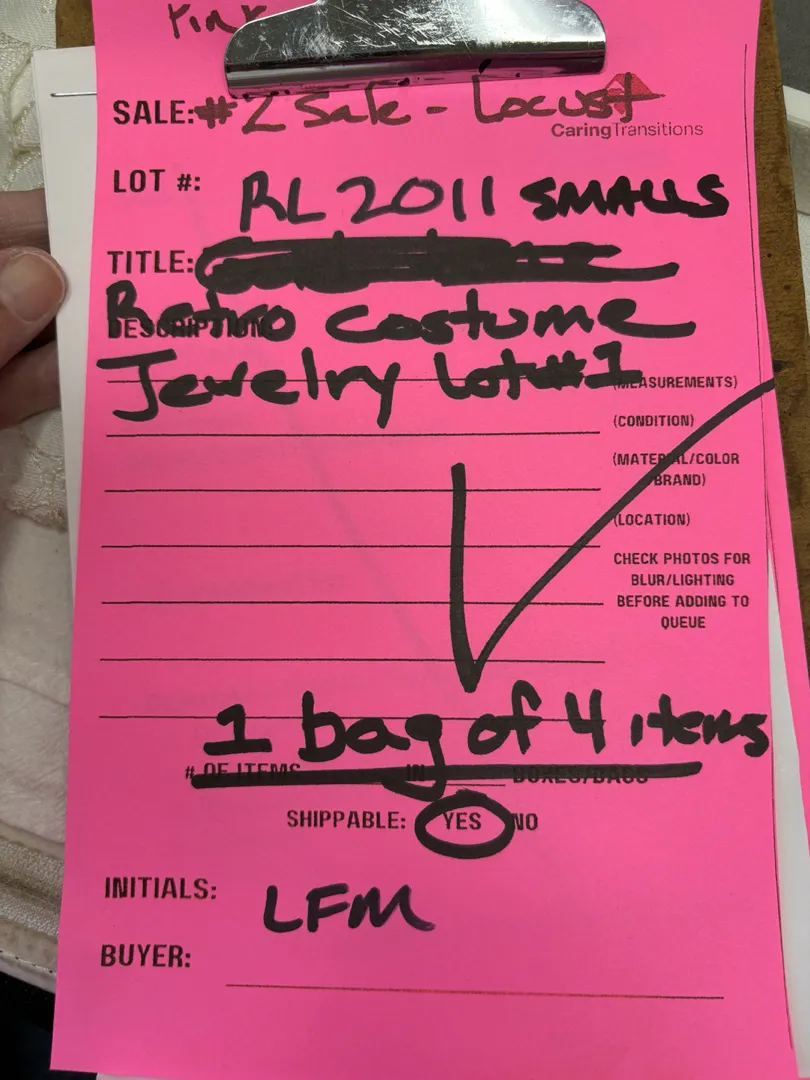 Pink
SALE: #2 Sale - Locust
CaringTransitions
LOT #: RL 2011 SMALLS
TITLE:
Retro Costume
DESCRIPTION
Jewelry Lot #1
(MEASUREMENTS)
(CONDITION)
(MATERIAL/COLOR
BRAND)
(LOCATION)
CHECK PHOTOS FOR
BLUR/LIGHTING
BEFORE ADDING TO
QUEUE
1 bag of 4 items
# OF ITEMS IN BOXES/BAGS
SHIPPABLE: YES NO
INITIALS: LFM
BUYER: